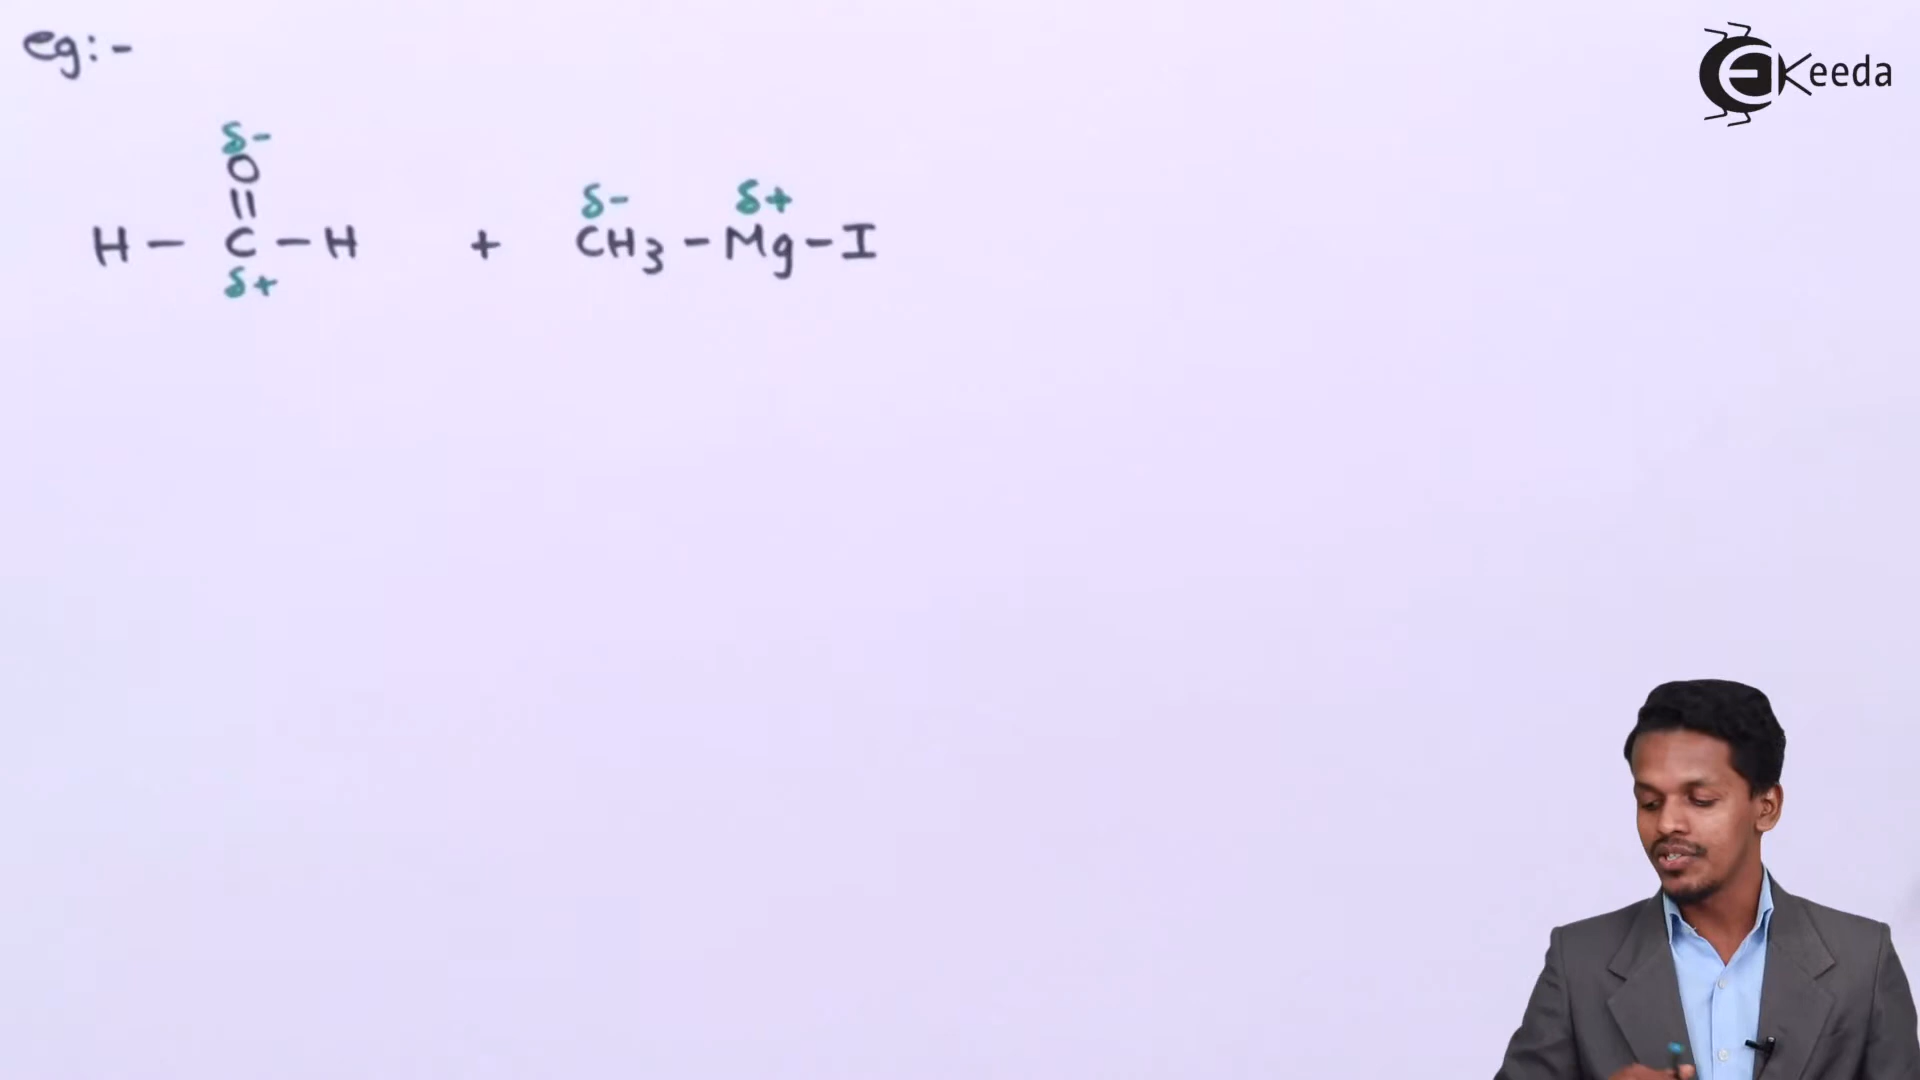 eg:-
Keeda
δ-
O
||
δ- δ+
H - C - H + CH3 - Mg - I
δ+